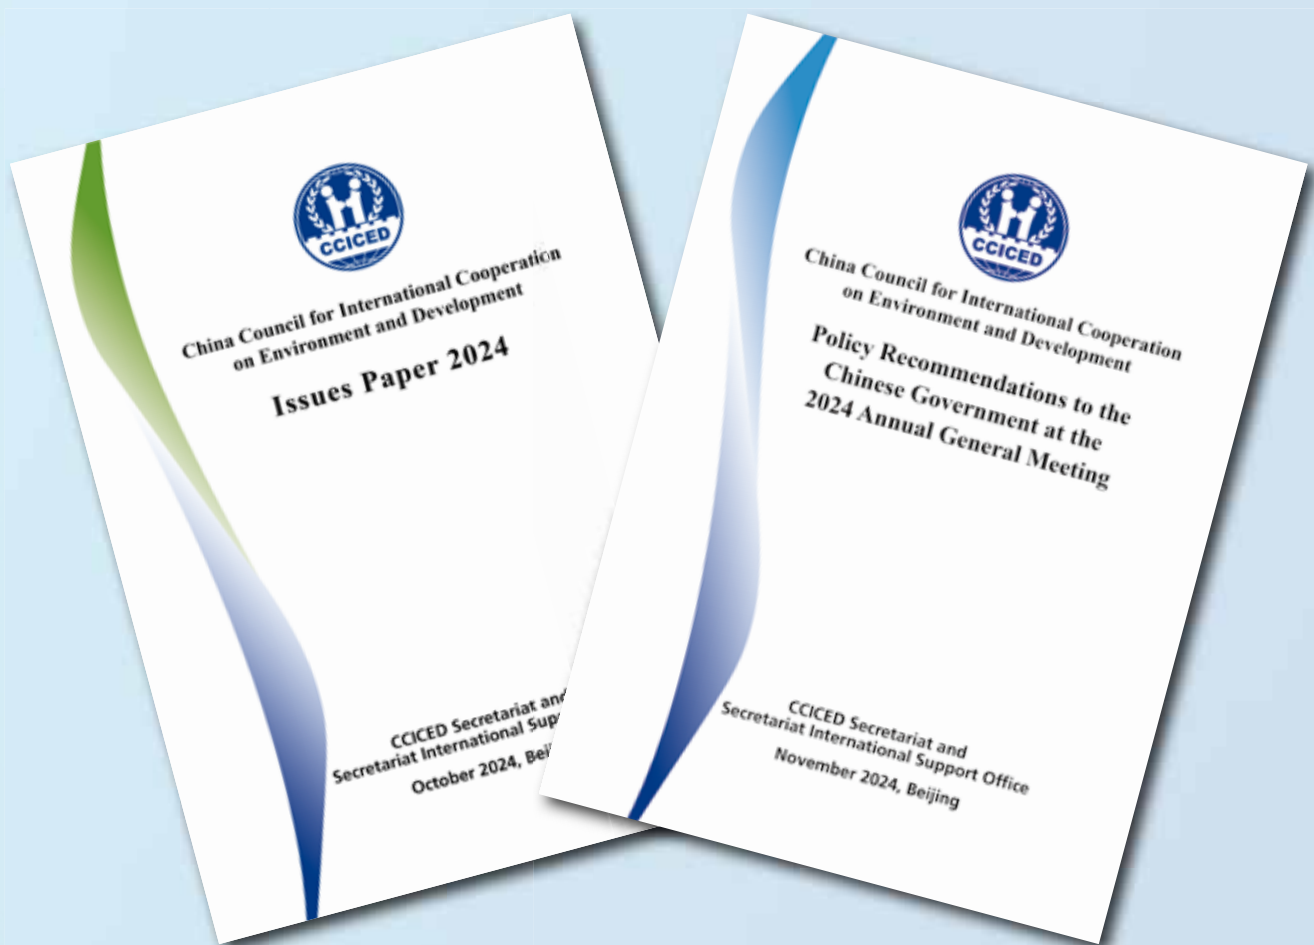 CCICED
China Council for International Cooperation
on Environment and Development
Issues Paper 2024
CCICED Secretariat and
Secretariat International
October 2024,
CCICED
China Council for International Cooperation
on Environment and Development
Policy Recommendations to the
Chinese Government at the
2024 Annual General Meeting
CCICED Secretariat and
Secretariat International Support Office
November 2024, Beijing